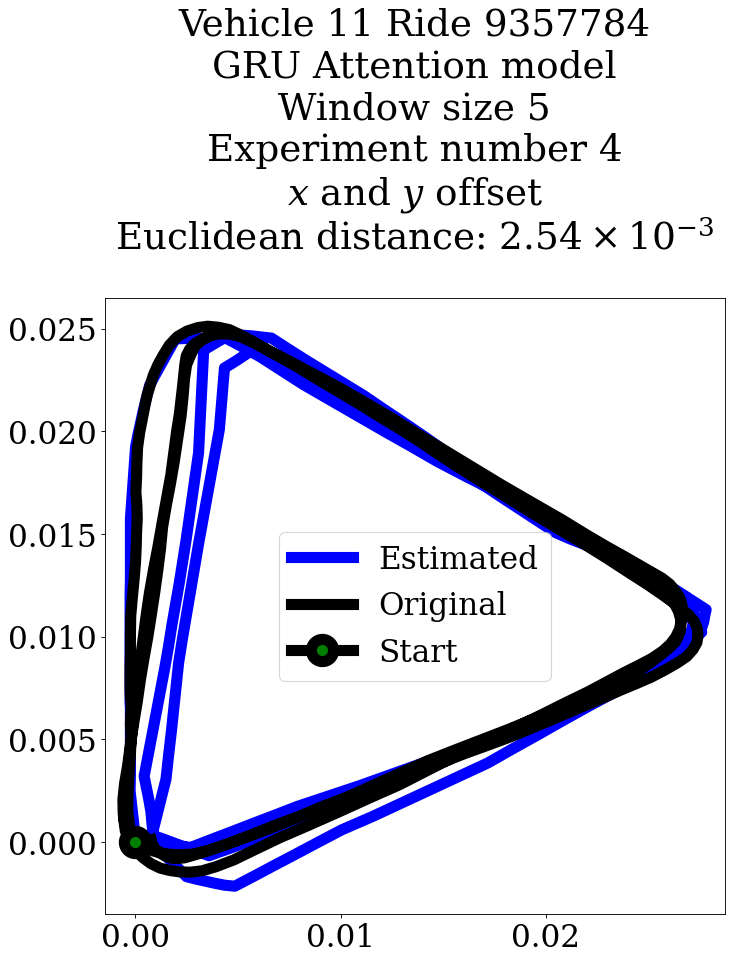 Vehicle 11 Ride 9357784
GRU Attention model
Window size 5
Experiment number 4
x and y offset
Euclidean distance: 2.54 × 10⁻³
0.025
0.020
0.015
0.010
0.005
0.000
Estimated
Original
Start
0.00 0.01 0.02